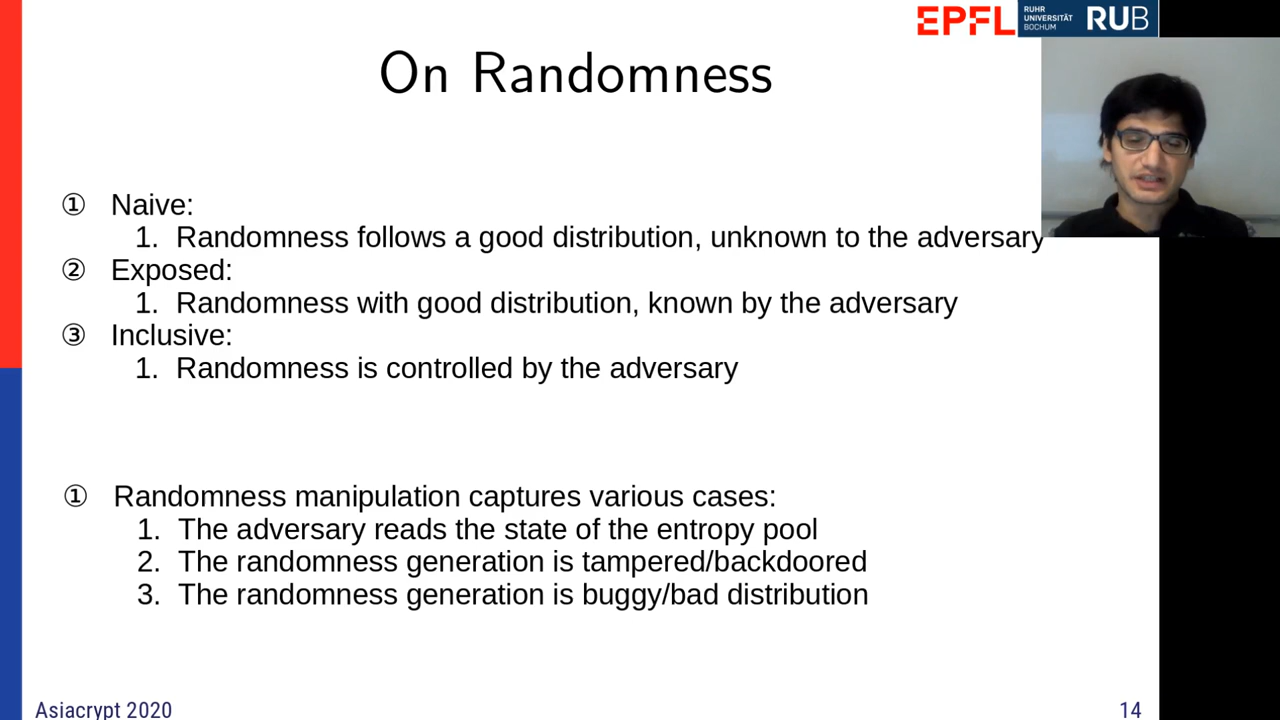 EPFL
RUHR
UNIVERSITÄT
BOCHUM
RUB
On Randomness
① Naive:
1. Randomness follows a good distribution, unknown to the adversary
② Exposed:
1. Randomness with good distribution, known by the adversary
③ Inclusive:
1. Randomness is controlled by the adversary
① Randomness manipulation captures various cases:
1. The adversary reads the state of the entropy pool
2. The randomness generation is tampered/backdoored
3. The randomness generation is buggy/bad distribution
Asiacrypt 2020
14